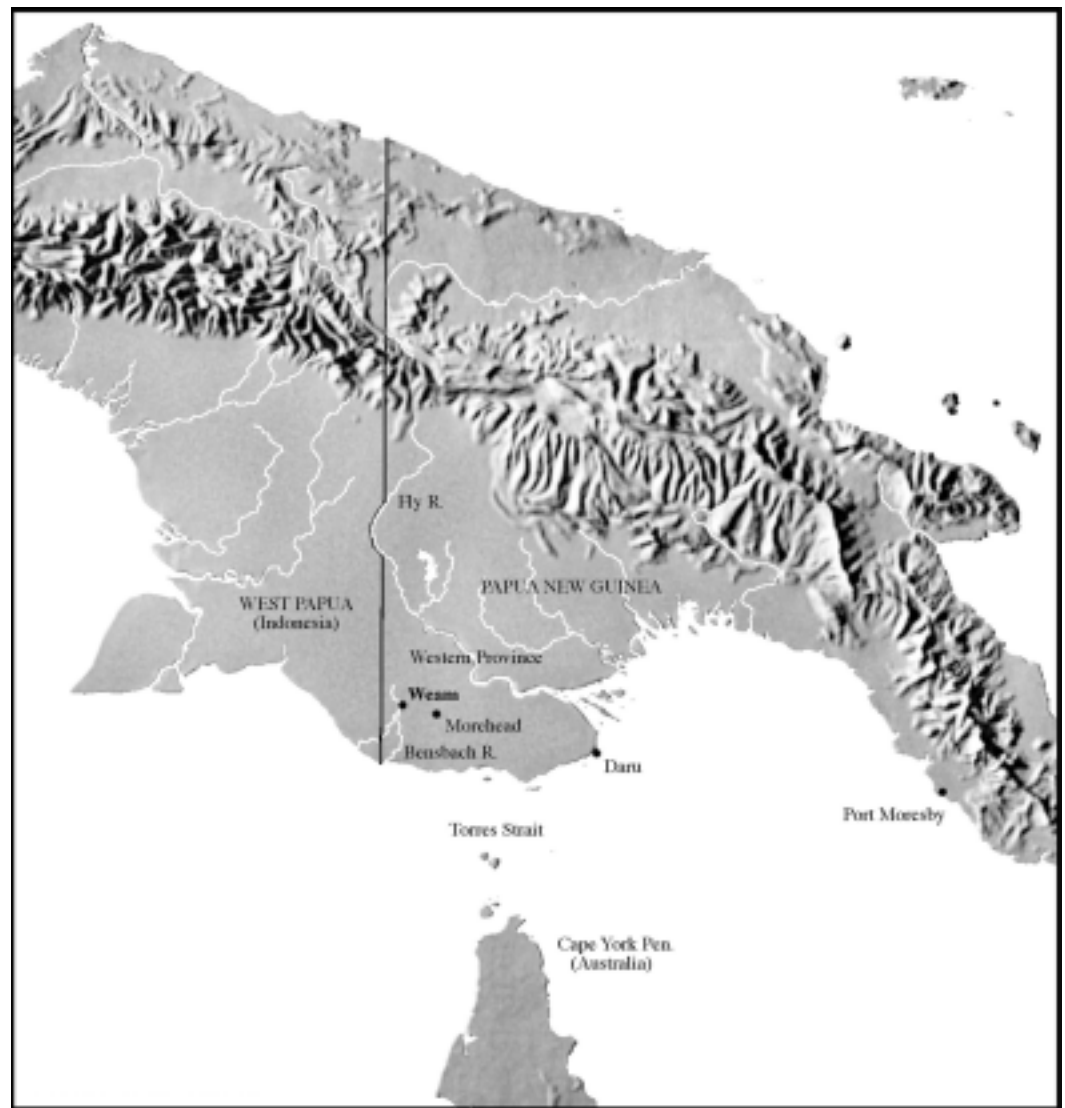 Fly R.
PAPUA NEW GUINEA
WEST PAPUA
(Indonesia)
Western Province
Weam
Morehead
Bensbach R.
Daru
Port Moresby
Torres Strait
Cape York Pen.
(Australia)